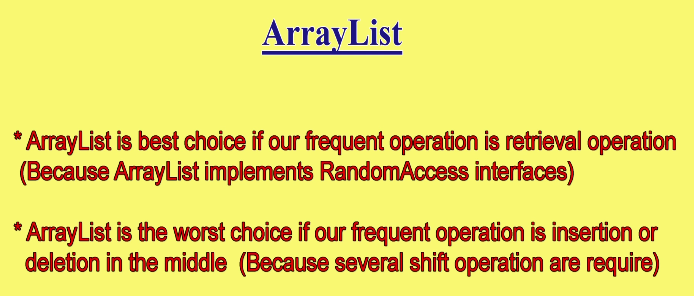 ArrayList
* ArrayList is best choice if our frequent operation is retrieval operation
(Because ArrayList implements RandomAccess interfaces)
* ArrayList is the worst choice if our frequent operation is insertion or
deletion in the middle (Because several shift operation are require)